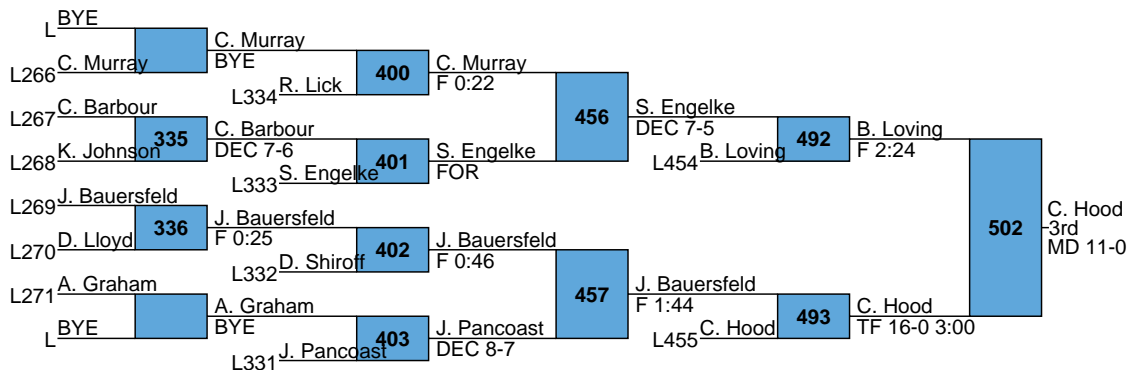 BYE
L
C. Murray
BYE
C. Murray
L266
400
C. Murray
F 0:22
R. Lick
L334
456
S. Engelke
DEC 7-5
C. Barbour
L267
335
C. Barbour
DEC 7-6
K. Johnson
L268
401
S. Engelke
FOR
S. Engelke
L333
492
B. Loving
F 2:24
B. Loving
L454
J. Bauersfeld
L269
336
J. Bauersfeld
F 0:25
D. Lloyd
L270
402
J. Bauersfeld
F 0:46
D. Shiroff
L332
502
C. Hood
3rd
MD 11-0
457
J. Bauersfeld
F 1:44
A. Graham
L271
A. Graham
BYE
BYE
L
403
J. Pancoast
DEC 8-7
J. Pancoast
L331
493
C. Hood
TF 16-0 3:00
C. Hood
L455